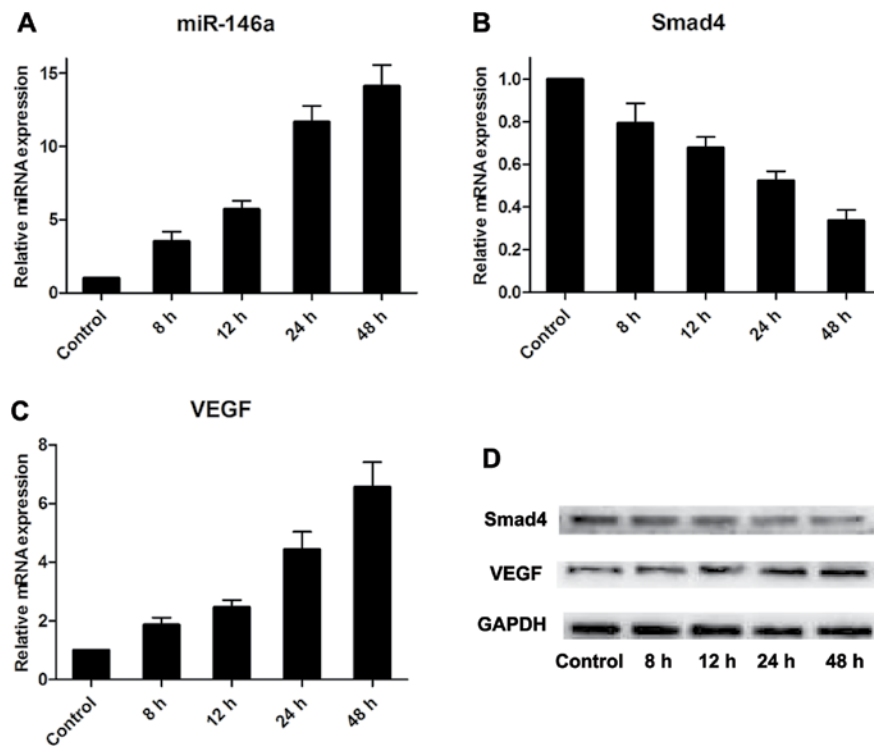 A
miR-146a
Relative miRNA expression
15
10
5
0
Control
8 h
12 h
24 h
48 h
B
Smad4
Relative mRNA expression
1.0
0.8
0.6
0.4
0.2
0.0
Control
8 h
12 h
24 h
48 h
C
VEGF
Relative mRNA expression
8
6
4
2
0
Control
8 h
12 h
24 h
48 h
D
Smad4
VEGF
GAPDH
Control 8 h 12 h 24 h 48 h